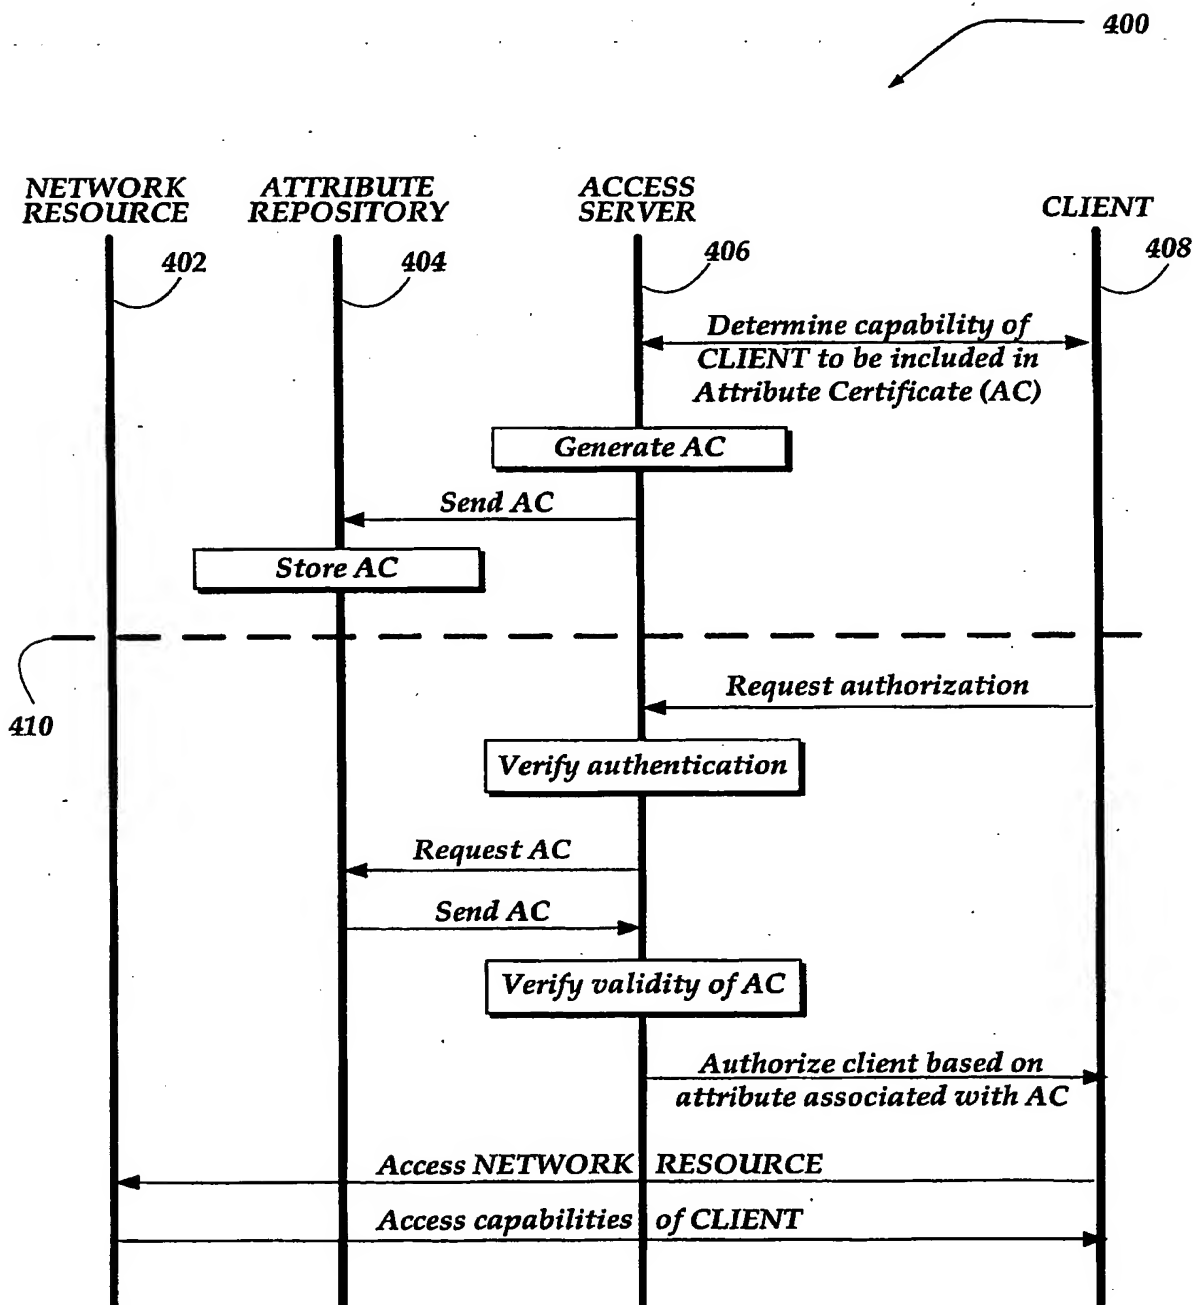 400
NETWORK
RESOURCE
ATTRIBUTE
REPOSITORY
ACCESS
SERVER
CLIENT
402
404
406
408
Determine capability of
CLIENT to be included in
Attribute Certificate (AC)
Generate AC
Send AC
Store AC
410
Request authorization
Verify authentication
Request AC
Send AC
Verify validity of AC
Authorize client based on
attribute associated with AC
Access NETWORK RESOURCE
Access capabilities of CLIENT